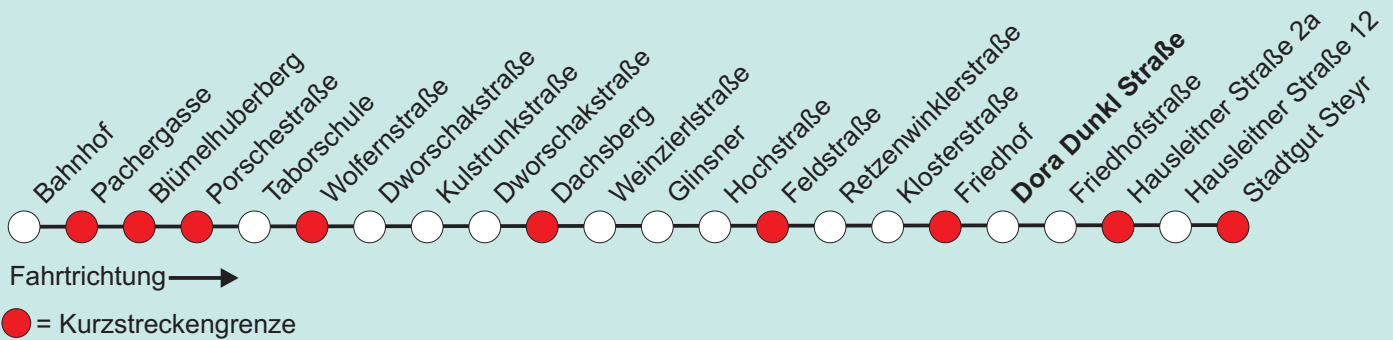 Bahnhof
Pachergasse
Blümelhuberberg
Porschestraße
Taborschule
Wolfernstraße
Dworschakstraße
Kulstrunkstraße
Dworschakstraße
Dachsberg
Weinzierlstraße
Glinsner
Hochstraße
Feldstraße
Retzenwinklerstraße
Klosterstraße
Friedhof
Dora Dunkl Straße
Friedhofstraße
Hausleitner Straße 2a
Hausleitner Straße 12
Stadtgut Steyr
Fahrtrichtung
= Kurzstreckengrenze